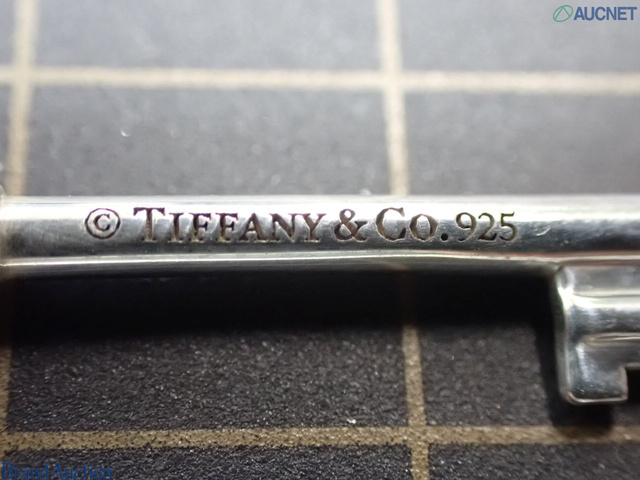 AUCNET
© TIFFANY & CO. 925
Brand Auction